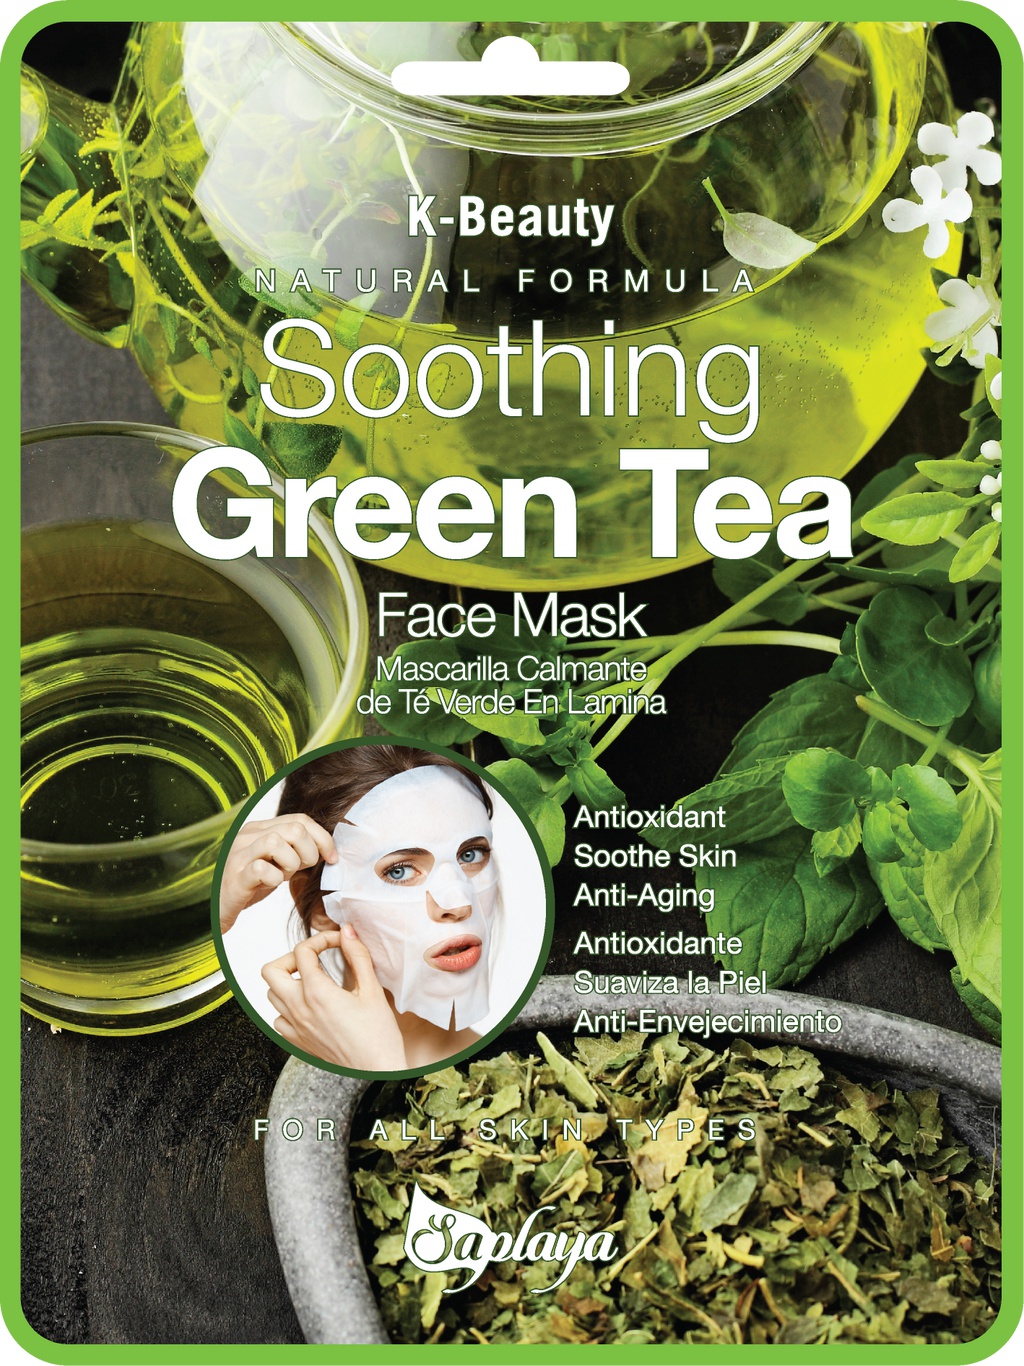 K-Beauty
NATURAL FORMULA
Soothing
Green Tea
Face Mask
Mascarilla Calmante
de Té Verde En Lamina
Antioxidant
Soothe Skin
Anti-Aging
Antioxidante
Suaviza la Piel
Anti-Envejecimiento
FOR ALL SKIN TYPES
Saplaya